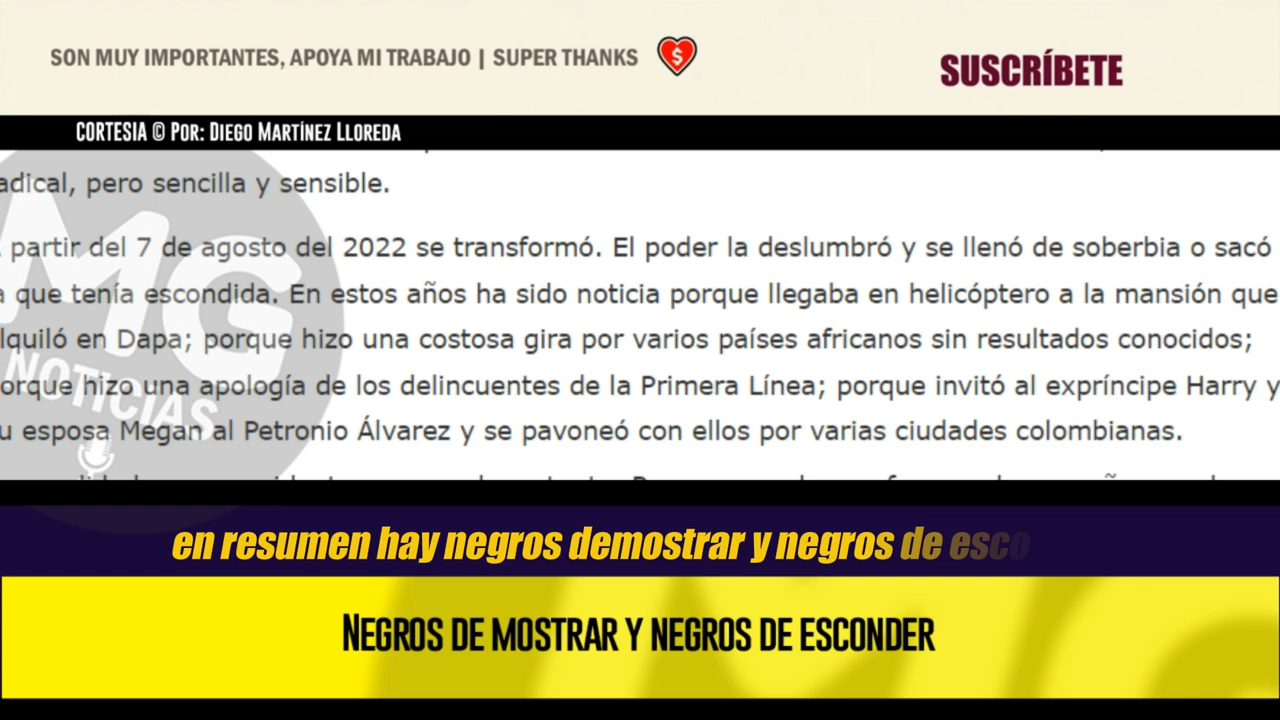 SON MUY IMPORTANTES, APOYA MI TRABAJO | SUPER THANKS
SUSCRÍBETE
CORTESIA © POR: DIEGO MARTÍNEZ LLOREDA
adical, pero sencilla y sensible.
partir del 7 de agosto del 2022 se transformó. El poder la deslumbró y se llenó de soberbia o sacó
a que tenía escondida. En estos años ha sido noticia porque llegaba en helicóptero a la mansión que
lquiló en Dapa; porque hizo una costosa gira por varios países africanos sin resultados conocidos;
orque hizo una apología de los delincuentes de la Primera Línea; porque invitó al expríncipe Harry y
u esposa Megan al Petronio Álvarez y se pavoneó con ellos por varias ciudades colombianas.
MG
NOTICIAS
en resumen hay negros demostrar y negros de esco
NEGROS DE MOSTRAR Y NEGROS DE ESCONDER